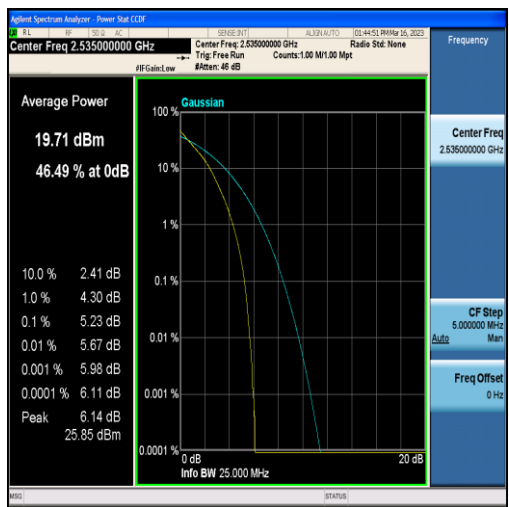 Agilent Spectrum Analyzer - Power Stat CCDF
RL RF 50 Ω AC SENSE:INT ALIGN AUTO 01:44:51 PM Mar 16, 2023
Center Freq 2.535000000 GHz
Center Freq: 2.535000000 GHz Radio Std: None
Trig: Free Run Counts:1.00 M/1.00 Mpt
#IFGain:Low #Atten: 46 dB
Frequency
Average Power
19.71 dBm
46.49 % at 0dB
10.0 % 2.41 dB
1.0 % 4.30 dB
0.1 % 5.23 dB
0.01 % 5.67 dB
0.001 % 5.98 dB
0.0001 % 6.11 dB
Peak 6.14 dB
25.85 dBm
Gaussian
100 %
10 %
1 %
0.1 %
0.01 %
0.001 %
0.0001 %
0 dB 20 dB
Info BW 25.000 MHz
Center Freq
2.535000000 GHz
CF Step
5.000000 MHz
Auto Man
Freq Offset
0 Hz
MSG STATUS